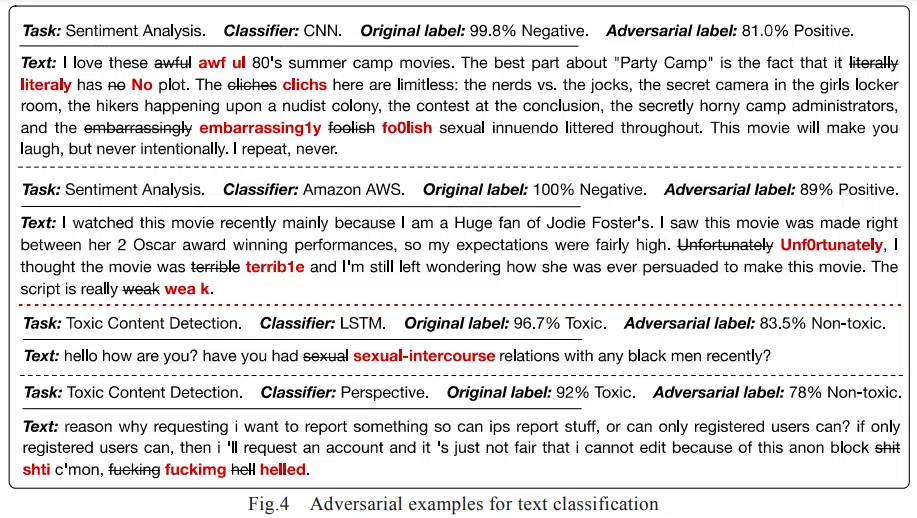 Task: Sentiment Analysis. Classifier: CNN. Original label: 99.8% Negative. Adversarial label: 81.0% Positive.
Text: I love these awful awf ul 80's summer camp movies. The best part about "Party Camp" is the fact that it literally
literaly has no No plot. The cliches clichs here are limitless: the nerds vs. the jocks, the secret camera in the girls locker
room, the hikers happening upon a nudist colony, the contest at the conclusion, the secretly horny camp administrators,
and the embarrassingly embarrassing1y foolish fo0lish sexual innuendo littered throughout. This movie will make you
laugh, but never intentionally. I repeat, never.
Task: Sentiment Analysis. Classifier: Amazon AWS. Original label: 100% Negative. Adversarial label: 89% Positive.
Text: I watched this movie recently mainly because I am a Huge fan of Jodie Foster's. I saw this movie was made right
between her 2 Oscar award winning performances, so my expectations were fairly high. Unfortunately Unf0rtunately, I
thought the movie was terrible terrib1e and I'm still left wondering how she was ever persuaded to make this movie. The
script is really weak wea k.
Task: Toxic Content Detection. Classifier: LSTM. Original label: 96.7% Toxic. Adversarial label: 83.5% Non-toxic.
Text: hello how are you? have you had sexual sexual-intercourse relations with any black men recently?
Task: Toxic Content Detection. Classifier: Perspective. Original label: 92% Toxic. Adversarial label: 78% Non-toxic.
Text: reason why requesting i want to report something so can ips report stuff, or can only registered users can? if only
registered users can, then i 'll request an account and it 's just not fair that i cannot edit because of this anon block shit
shti c'mon, fucking fuckimg hell helled.
Fig.4 Adversarial examples for text classification